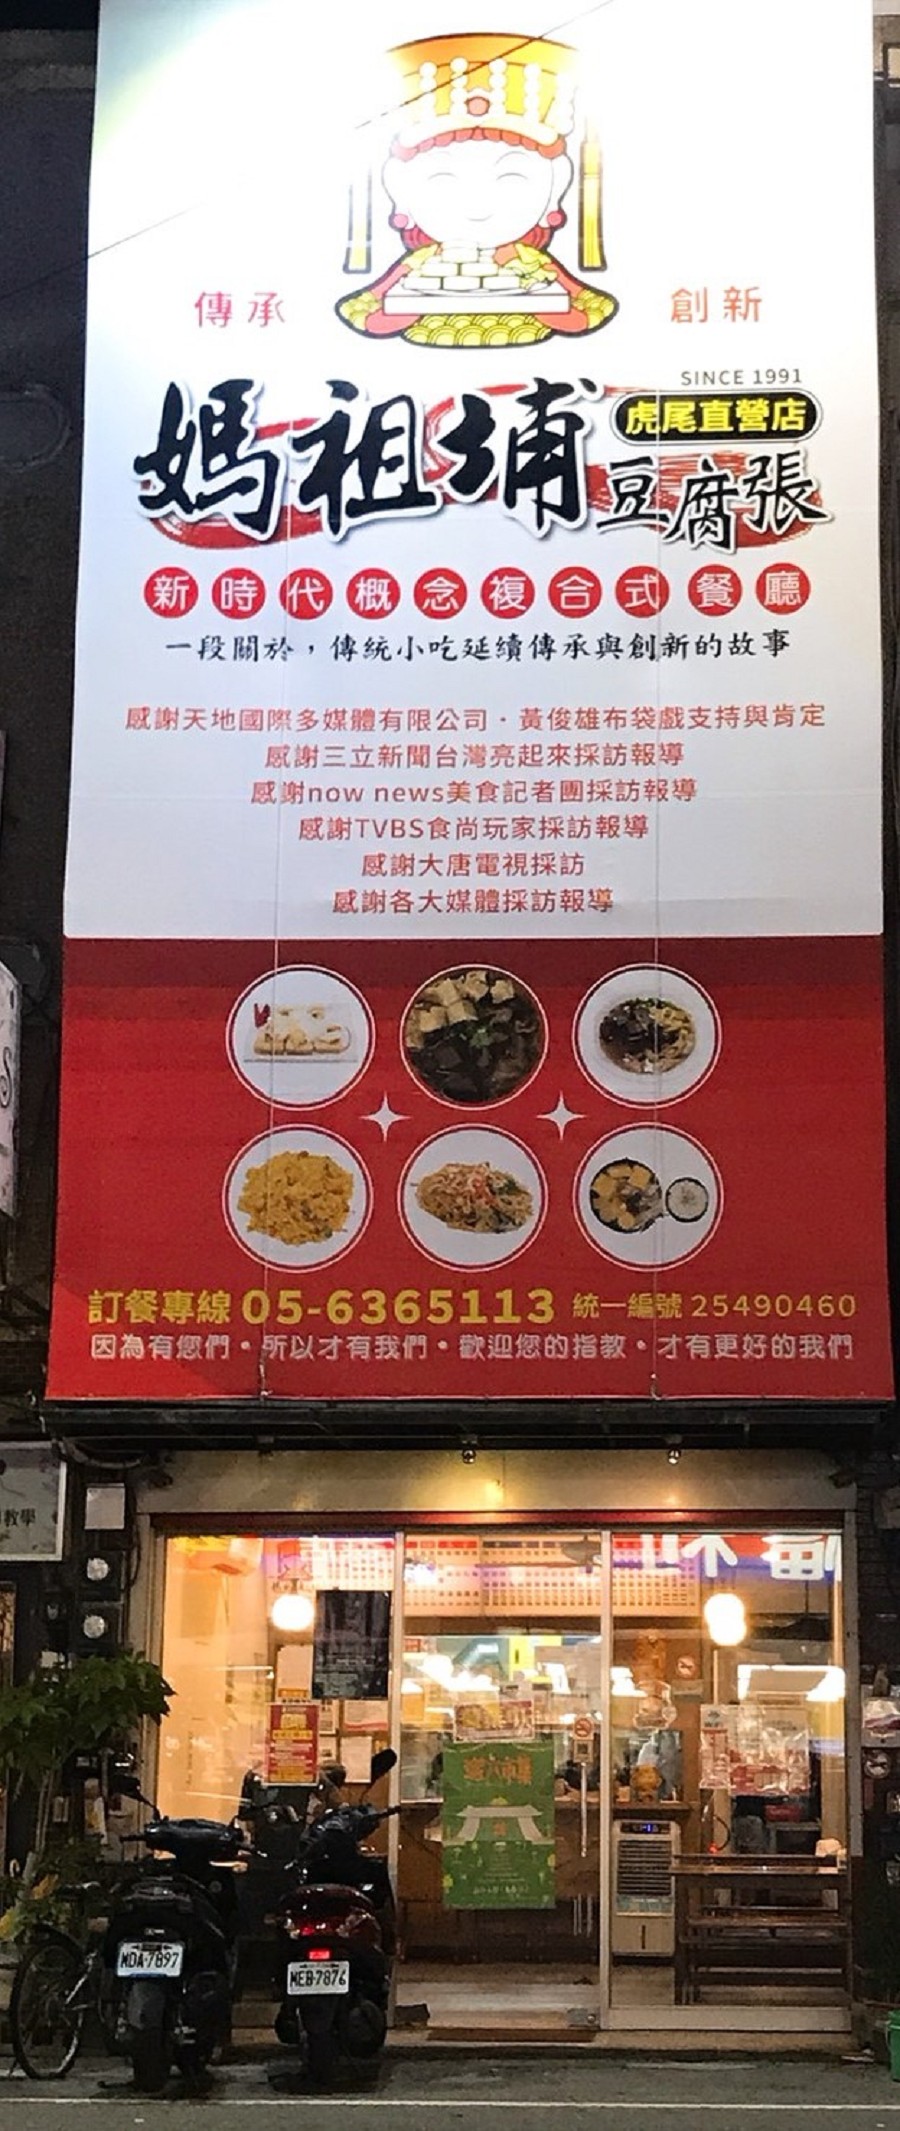 傳承
創新
SINCE 1991
虎尾直營店
媽祖埔豆腐張
新時代概念複合式餐廳
一段關於，傳統小吃延續傳承與創新的故事
感謝天地國際多媒體有限公司・黃俊雄布袋戲支持與肯定
感謝三立新聞台灣亮起來採訪報導
感謝now news美食記者團採訪報導
感謝TVBS食尚玩家採訪報導
感謝大唐電視採訪
感謝各大媒體採訪報導
訂餐專線 05-6365113 統一編號 25490460
因為有您們・所以才有我們・歡迎您的指教・才有更好的我們
教學
MDA-7897
MEB-7876